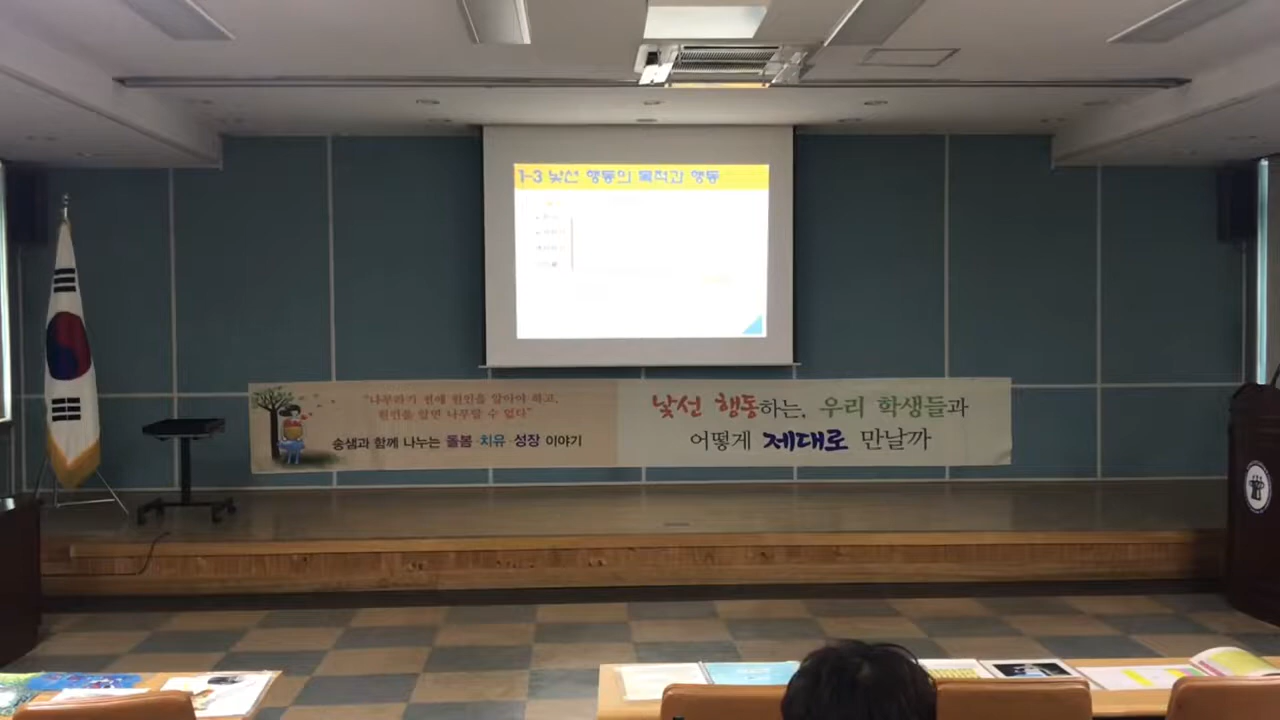 1-3 낯선 행동의 목적과 행동
"나무라기 전에 원인을 알아야 하고,
원인을 알면 나무랄 수 없다"
송샘과 함께 나누는 돌봄·치유·성장 이야기
낯선 행동하는, 우리 학생들과
어떻게 제대로 만날까